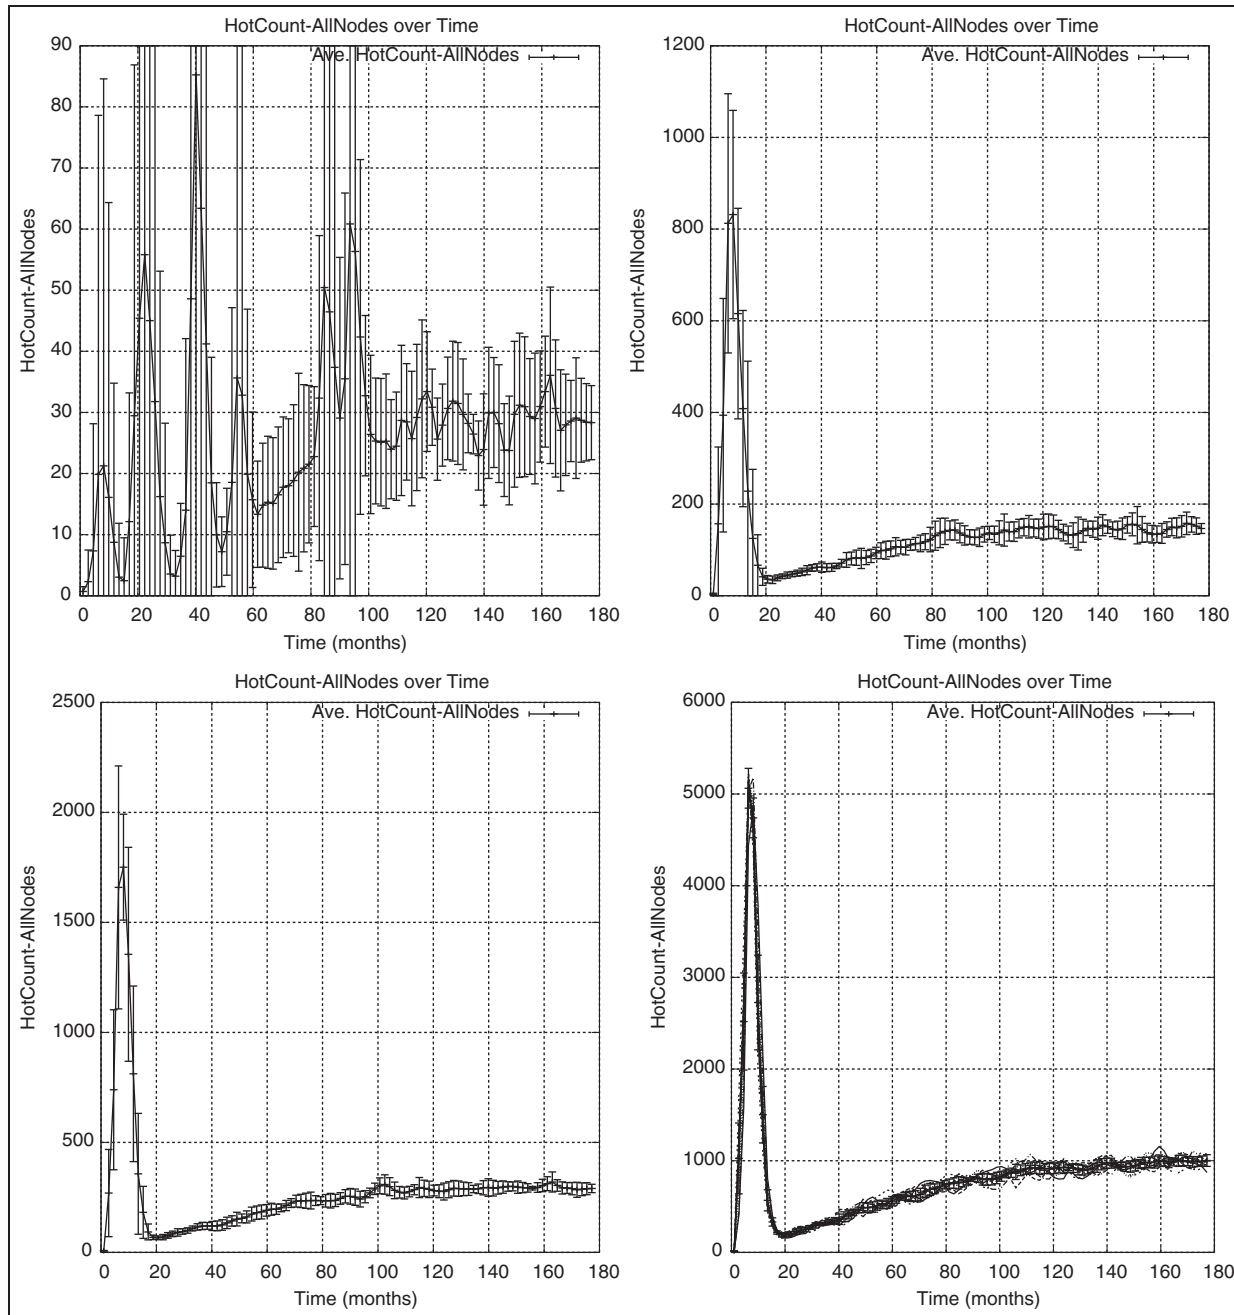 HotCount-AllNodes over Time
Ave. HotCount-AllNodes
HotCount-AllNodes
90
80
70
60
50
40
30
20
10
0
0 20 40 60 80 100 120 140 160 180
Time (months)
HotCount-AllNodes over Time
Ave. HotCount-AllNodes
HotCount-AllNodes
1200
1000
800
600
400
200
0
0 20 40 60 80 100 120 140 160 180
Time (months)
HotCount-AllNodes over Time
Ave. HotCount-AllNodes
HotCount-AllNodes
2500
2000
1500
1000
500
0
0 20 40 60 80 100 120 140 160 180
Time (months)
HotCount-AllNodes over Time
Ave. HotCount-AllNodes
HotCount-AllNodes
6000
5000
4000
3000
2000
1000
0
0 20 40 60 80 100 120 140 160 180
Time (months)